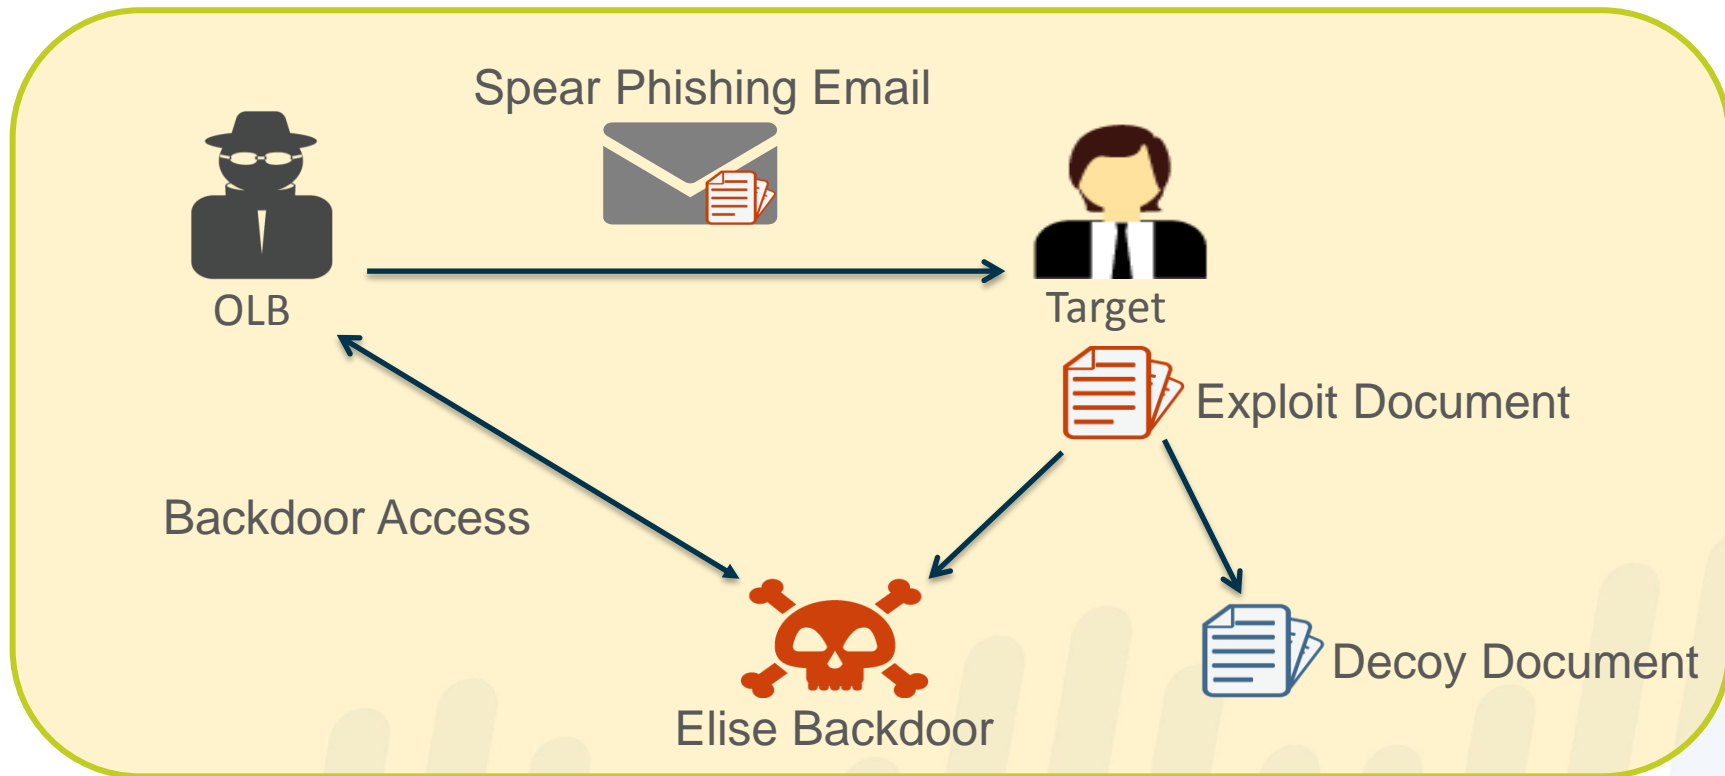 Spear Phishing Email
OLB
Target
Exploit Document
Backdoor Access
Decoy Document
Elise Backdoor